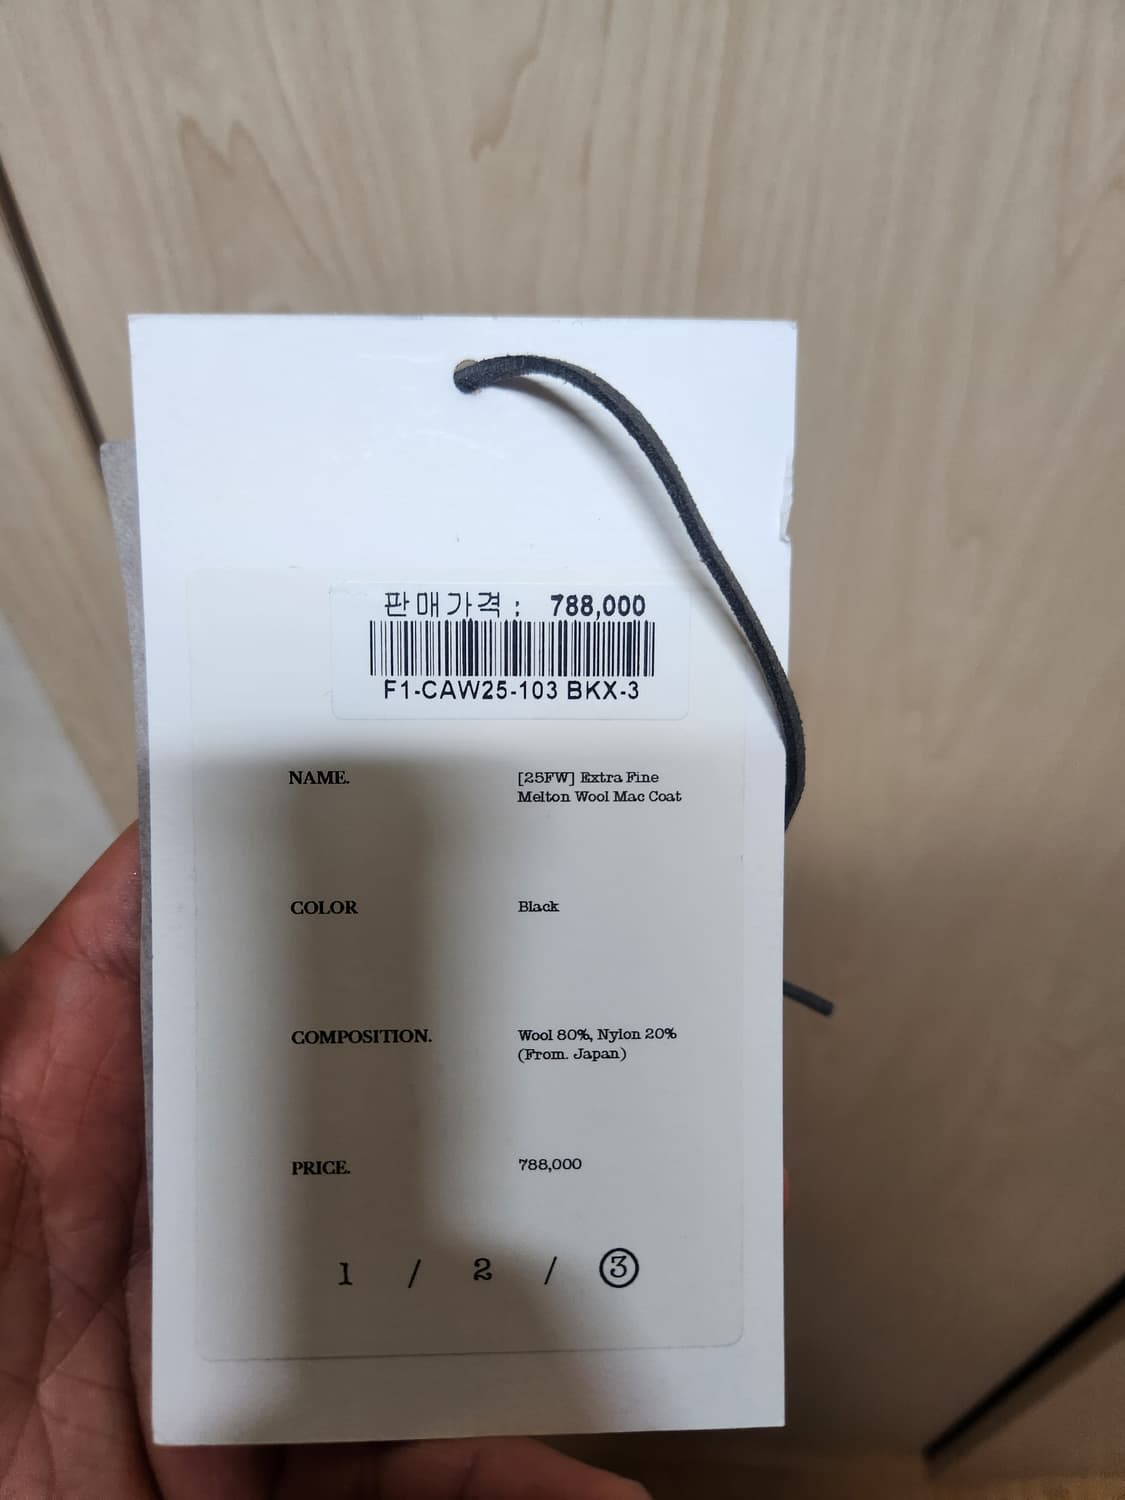 판매가격 : 788,000
F1-CAW25-103 BKX-3
NAME. [25FW] Extra Fine
Melton Wool Mac Coat
COLOR Black
COMPOSITION. Wool 80%, Nylon 20%
(From. Japan)
PRICE. 788,000
1 / 2 / ③